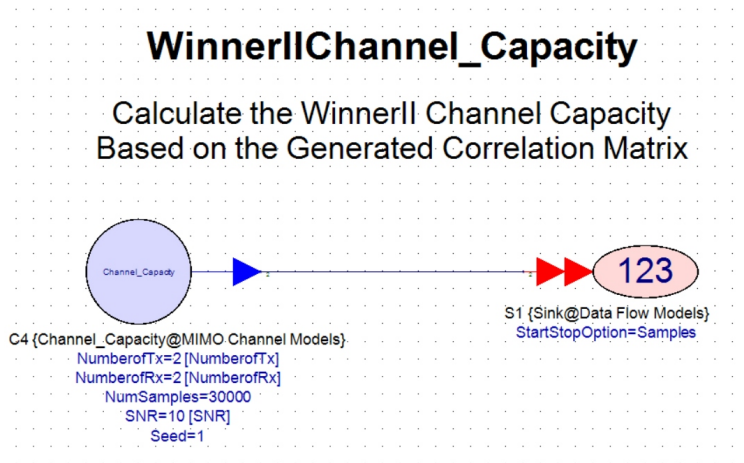 WinnerIIChannel_Capacity
Calculate the WinnerII Channel Capacity
Based on the Generated Correlation Matrix
Channel_Capacity
123
C4 {Channel_Capacity@MIMO Channel Models}
NumberofTx=2 [NumberofTx]
NumberofRx=2 [NumberofRx]
NumSamples=30000
SNR=10 [SNR]
Seed=1
S1 {Sink@Data Flow Models}
StartStopOption=Samples